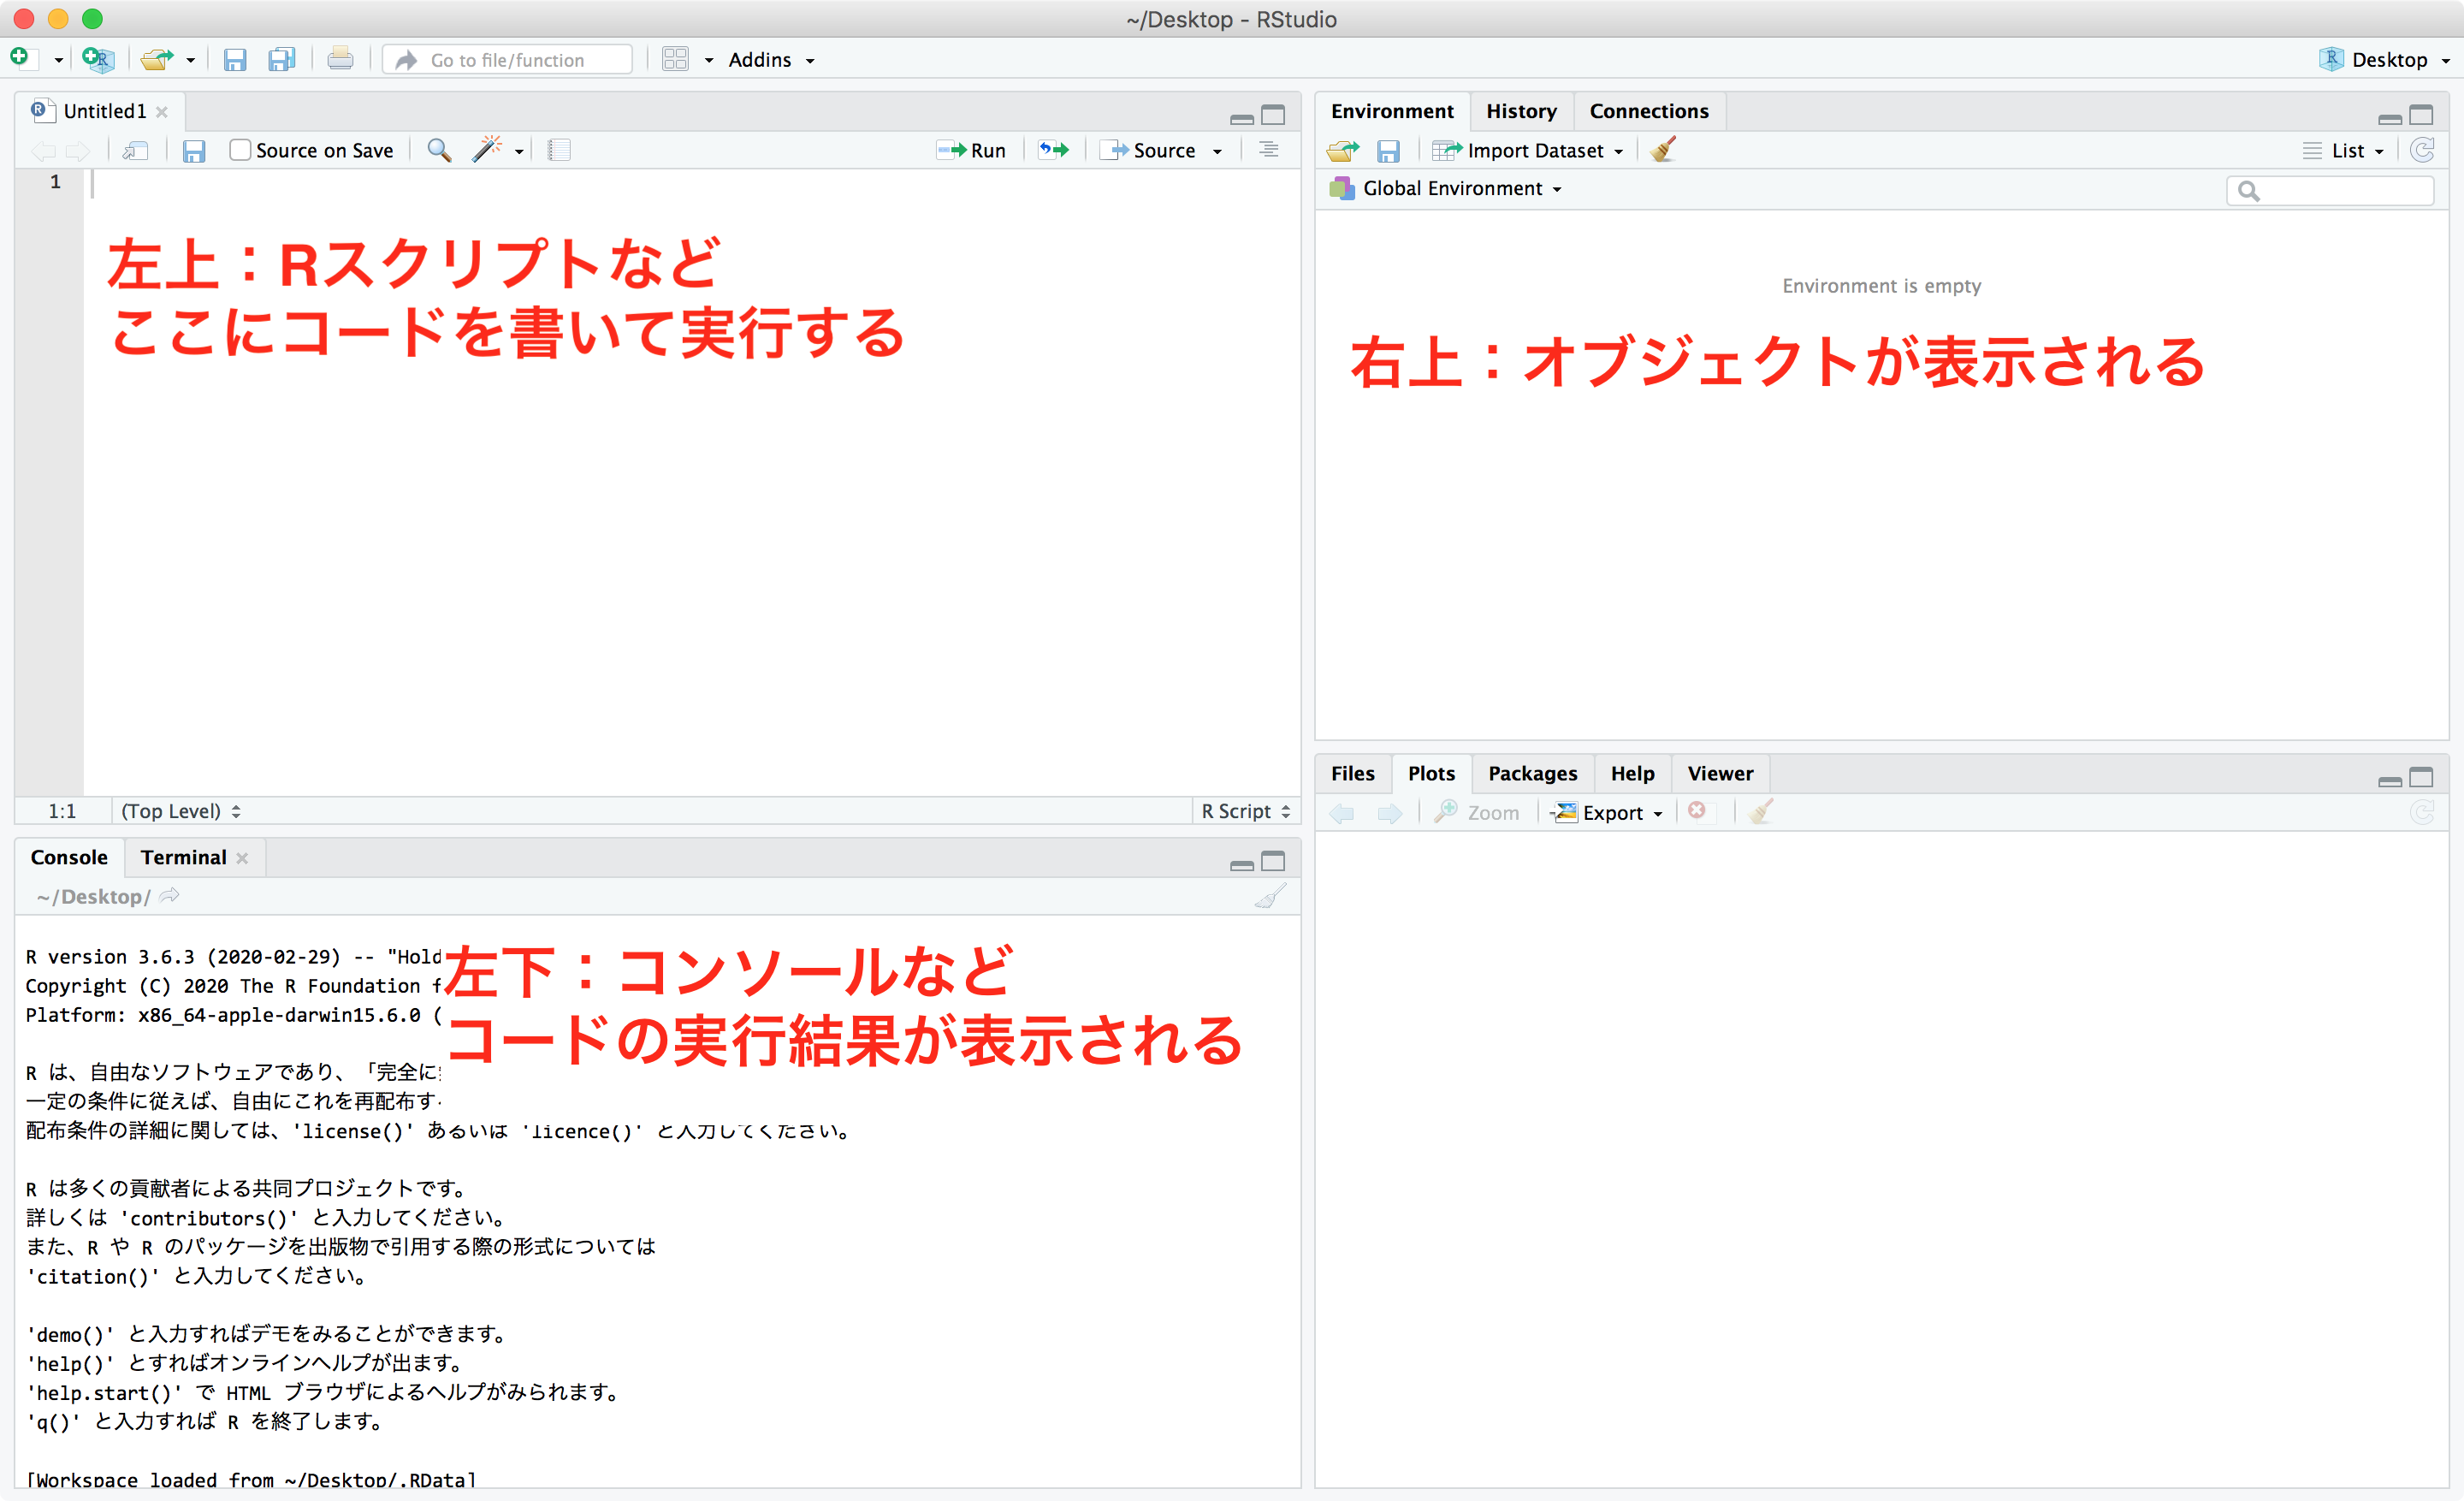 ~/Desktop - RStudio
Go to file/function
Addins
Desktop
Untitled1
Source on Save
Run
Source
1
左上：Rスクリプトなど
ここにコードを書いて実行する
1:1 (Top Level)
R Script
Environment History Connections
Import Dataset
List
Global Environment
Environment is empty
右上：オブジェクトが表示される
Console Terminal
~/Desktop/
R version 3.6.3 (2020-02-29) -- "Hold
Copyright (C) 2020 The R Foundation f
Platform: x86_64-apple-darwin15.6.0 (
左下：コンソールなど
コードの実行結果が表示される
R は、自由なソフトウェアであり、「完全に
一定の条件に従えば、自由にこれを再配布す
配布条件の詳細に関しては、'license()' あるいは 'licence()' と入力してください。
R は多くの貢献者による共同プロジェクトです。
詳しくは 'contributors()' と入力してください。
また、R や R のパッケージを出版物で引用する際の形式については
'citation()' と入力してください。
'demo()' と入力すればデモをみることができます。
'help()' とすればオンラインヘルプが出ます。
'help.start()' で HTML ブラウザによるヘルプがみられます。
'q()' と入力すれば R を終了します。
[Workspace loaded from ~/Desktop/.RData]
Files Plots Packages Help Viewer
Zoom
Export